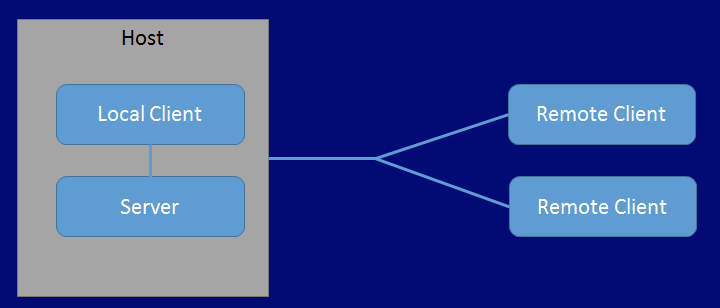 Host
Local Client
Server
Remote Client
Remote Client